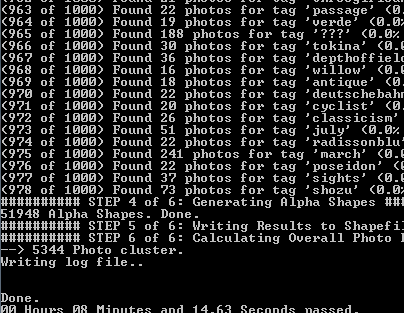 (963 of 1000) Found 22 photos for tag 'passage' (0.0
(964 of 1000) Found 19 photos for tag 'verde' (0.0%
(965 of 1000) Found 188 photos for tag '???' (0.0%
(966 of 1000) Found 30 photos for tag 'tokina' (0.0
(967 of 1000) Found 36 photos for tag 'depthoffield
(968 of 1000) Found 16 photos for tag 'willow' (0.0
(969 of 1000) Found 18 photos for tag 'antique' (0.
(970 of 1000) Found 22 photos for tag 'deutschebahn
(971 of 1000) Found 20 photos for tag 'cyclist' (0.
(972 of 1000) Found 26 photos for tag 'classicism'
(973 of 1000) Found 51 photos for tag 'july' (0.0%
(974 of 1000) Found 22 photos for tag 'radissonblu'
(975 of 1000) Found 241 photos for tag 'march' (0.0
(976 of 1000) Found 22 photos for tag 'poseidon' (0
(977 of 1000) Found 37 photos for tag 'sights' (0.0
(978 of 1000) Found 73 photos for tag 'shozu' (0.0%
########## STEP 4 of 6: Generating Alpha Shapes ###
51948 Alpha Shapes. Done.
########## STEP 5 of 6: Writing Results to Shapefil
########## STEP 6 of 6: Calculating Overall Photo
--> 5344 Photo cluster.
Writing log file..
Done.
00 Hours 08 Minutes and 14.63 Seconds passed.